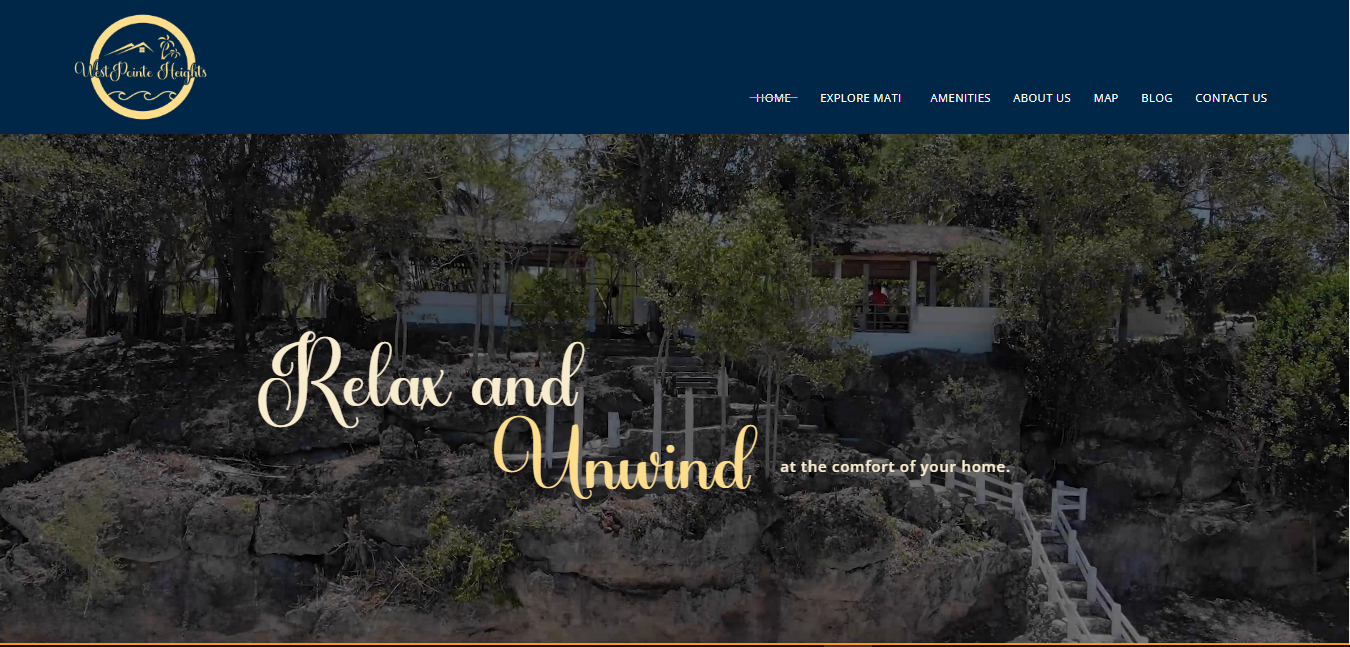 WestPointe Heights
HOME EXPLORE MATI AMENITIES ABOUT US MAP BLOG CONTACT US
Relax and
Unwind at the comfort of your home.